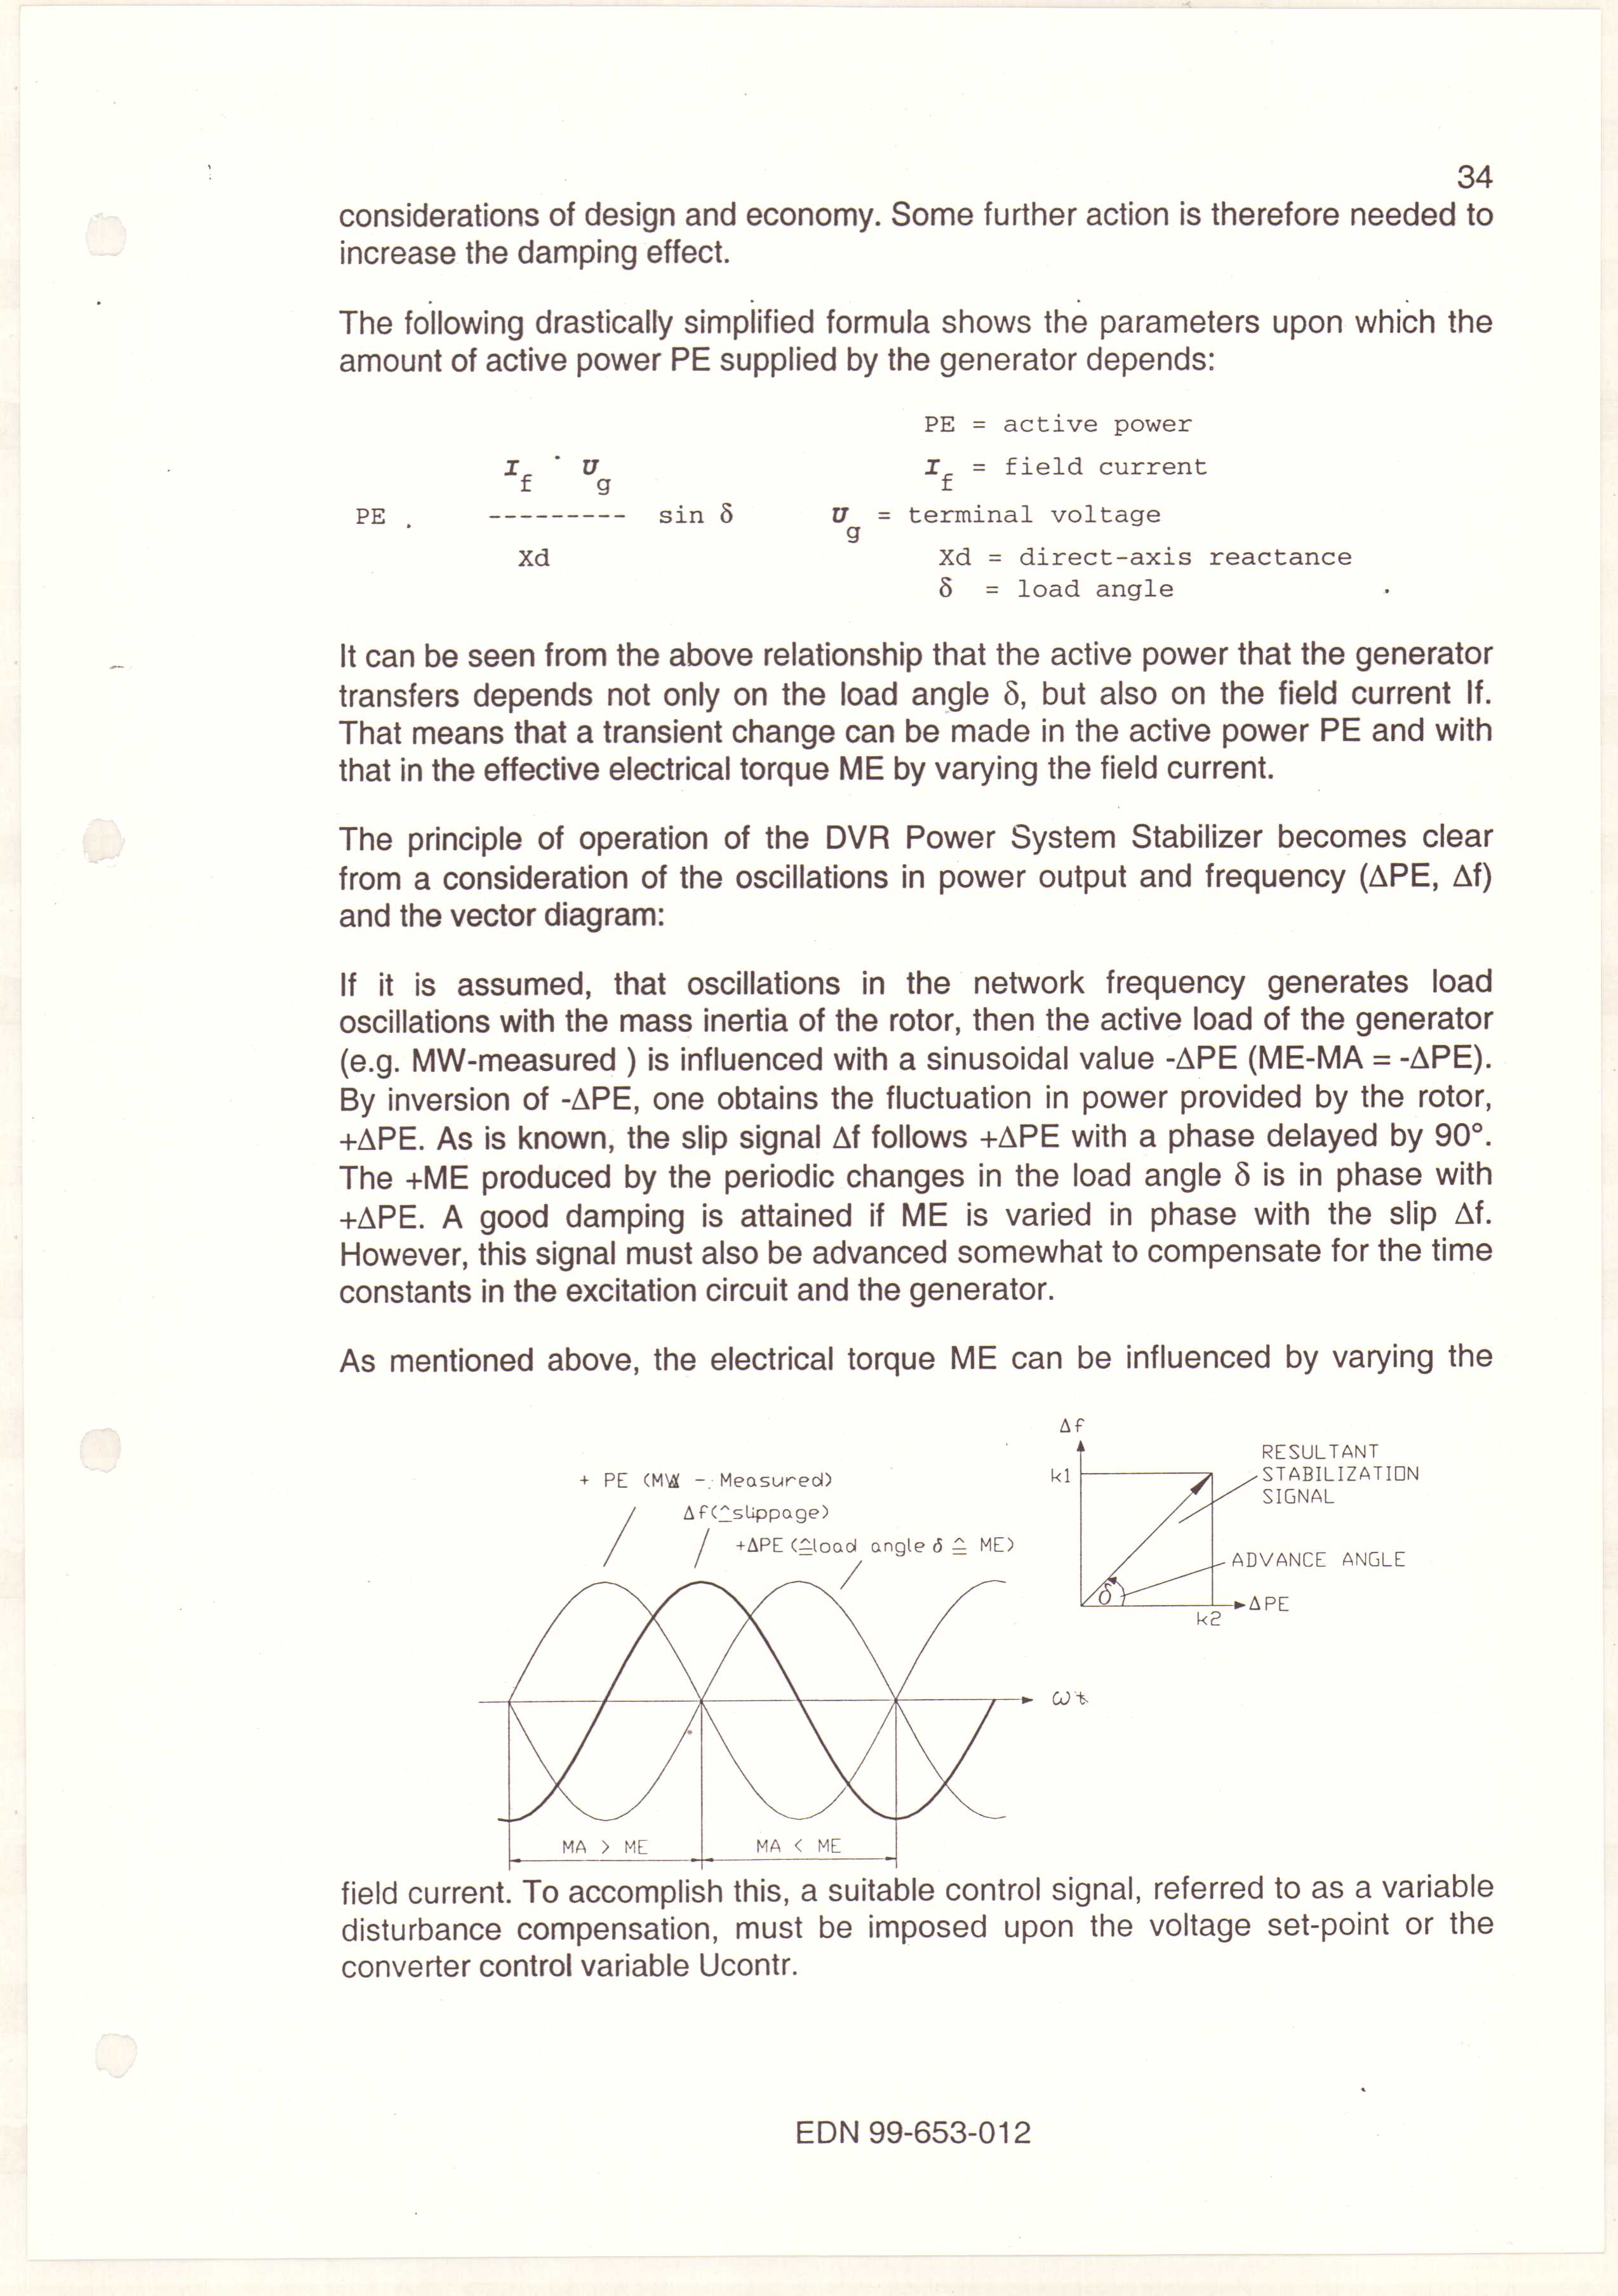 34
considerations of design and economy. Some further action is therefore needed to
increase the damping effect.
The following drastically simplified formula shows the parameters upon which the
amount of active power PE supplied by the generator depends:
PE = active power
I_f · U_g
I_f = field current
PE . --------- sin δ
U_g = terminal voltage
Xd
Xd = direct-axis reactance
δ = load angle
It can be seen from the above relationship that the active power that the generator
transfers depends not only on the load angle δ, but also on the field current If.
That means that a transient change can be made in the active power PE and with
that in the effective electrical torque ME by varying the field current.
The principle of operation of the DVR Power System Stabilizer becomes clear
from a consideration of the oscillations in power output and frequency (ΔPE, Δf)
and the vector diagram:
If it is assumed, that oscillations in the network frequency generates load
oscillations with the mass inertia of the rotor, then the active load of the generator
(e.g. MW-measured ) is influenced with a sinusoidal value -ΔPE (ME-MA = -ΔPE).
By inversion of -ΔPE, one obtains the fluctuation in power provided by the rotor,
+ΔPE. As is known, the slip signal Δf follows +ΔPE with a phase delayed by 90°.
The +ME produced by the periodic changes in the load angle δ is in phase with
+ΔPE. A good damping is attained if ME is varied in phase with the slip Δf.
However, this signal must also be advanced somewhat to compensate for the time
constants in the excitation circuit and the generator.
As mentioned above, the electrical torque ME can be influenced by varying the
+ PE (MW - Measured)
Δf(≙slippage)
+ΔPE (≙load angle δ ≙ ME)
ωt
MA > ME
MA < ME
Δf
k1
RESULTANT
STABILIZATION
SIGNAL
ADVANCE ANGLE
δ
ΔPE
k2
field current. To accomplish this, a suitable control signal, referred to as a variable
disturbance compensation, must be imposed upon the voltage set-point or the
converter control variable Ucontr.
EDN 99-653-012